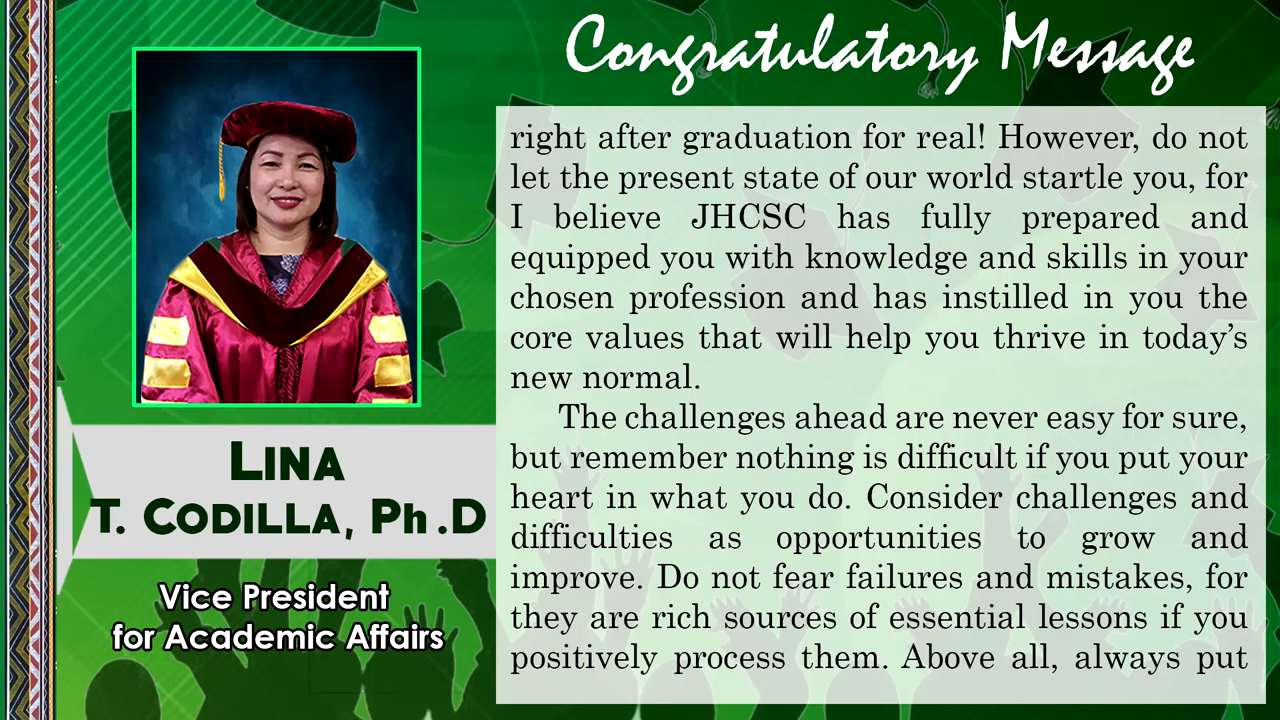 Congratulatory Message
right after graduation for real! However, do not
let the present state of our world startle you, for
I believe JHCSC has fully prepared and
equipped you with knowledge and skills in your
chosen profession and has instilled in you the
core values that will help you thrive in today’s
new normal.
The challenges ahead are never easy for sure,
but remember nothing is difficult if you put your
heart in what you do. Consider challenges and
difficulties as opportunities to grow and
improve. Do not fear failures and mistakes, for
they are rich sources of essential lessons if you
positively process them. Above all, always put
LINA
T. CODILLA, Ph.D
Vice President
for Academic Affairs